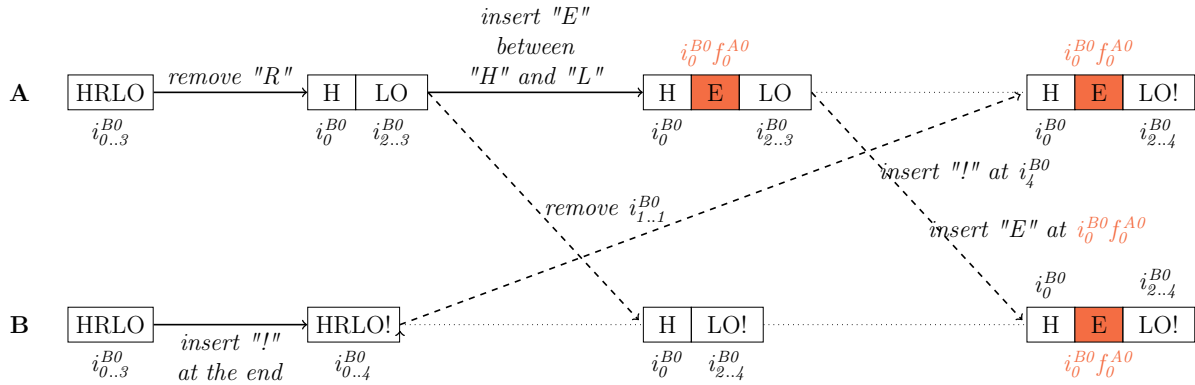 insert "E"
between
"H" and "L"
remove "R"
i_0^{B0} f_0^{A0}
i_0^{B0} f_0^{A0}
A HRLO H LO H E LO H E LO!
i_{0..3}^{B0} i_0^{B0} i_{2..3}^{B0} i_0^{B0} i_{2..3}^{B0} i_0^{B0} i_{2..4}^{B0}
insert "!" at i_4^{B0}
remove i_{1..1}^{B0}
insert "E" at i_0^{B0} f_0^{A0}
i_0^{B0} i_{2..4}^{B0}
B HRLO HRLO! H LO! H E LO!
insert "!"
at the end
i_{0..3}^{B0} i_{0..4}^{B0} i_0^{B0} i_{2..4}^{B0} i_0^{B0} f_0^{A0}